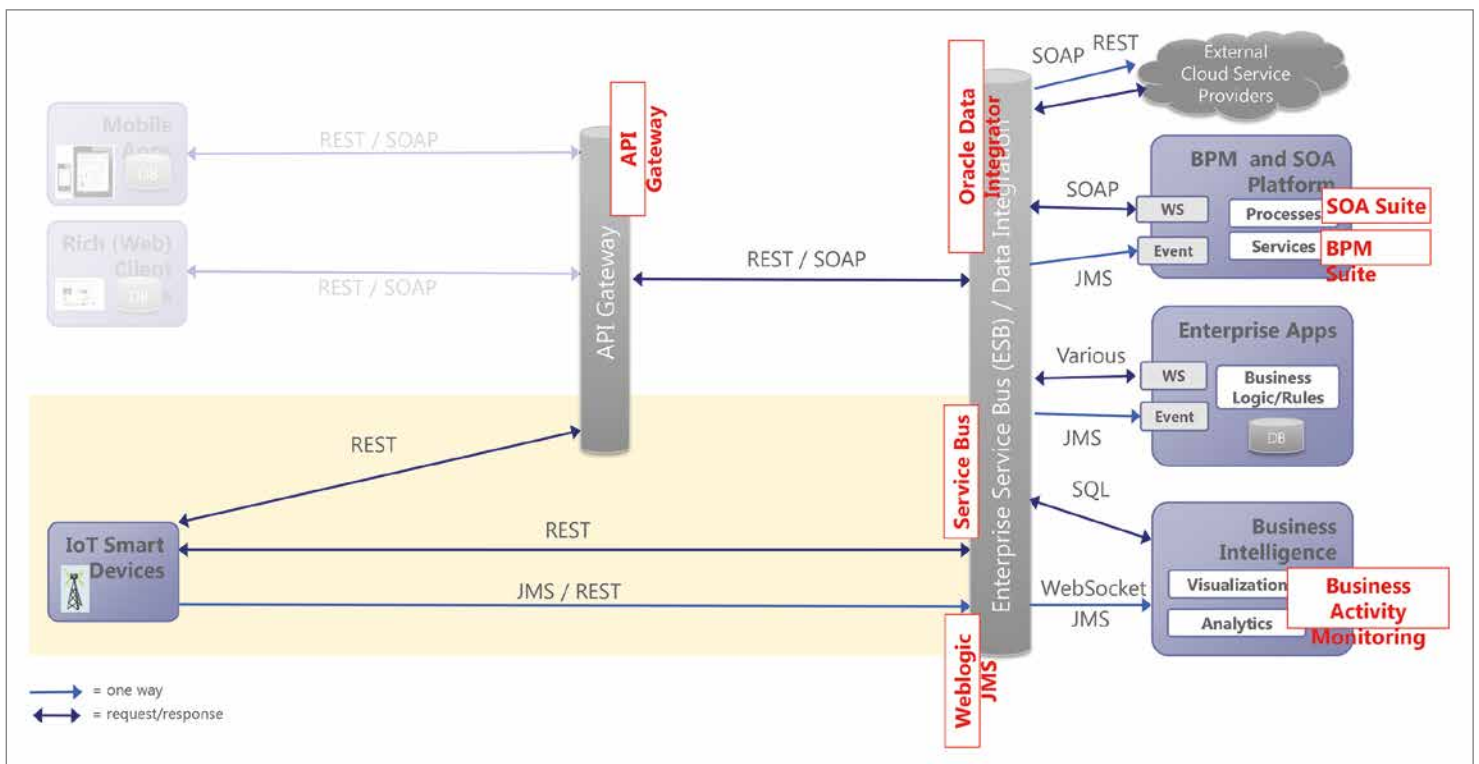 Mobile
Apps
DB
REST / SOAP
Rich (Web)
Client
DB
REST / SOAP
API
Gateway
API Gateway
REST / SOAP
REST
IoT Smart
Devices
REST
JMS / REST
Oracle Data
Integrator
Enterprise Service Bus (ESB) / Data Integration
Service Bus
Weblogic
JMS
SOAP
REST
External
Cloud Service
Providers
SOAP
JMS
BPM and SOA
Platform
WS
Event
Processes
Services
SOA Suite
BPM
Suite
Various
JMS
Enterprise Apps
WS
Event
Business
Logic/Rules
DB
SQL
WebSocket
JMS
Business
Intelligence
Visualization
Analytics
Business
Activity
Monitoring
= one way
= request/response